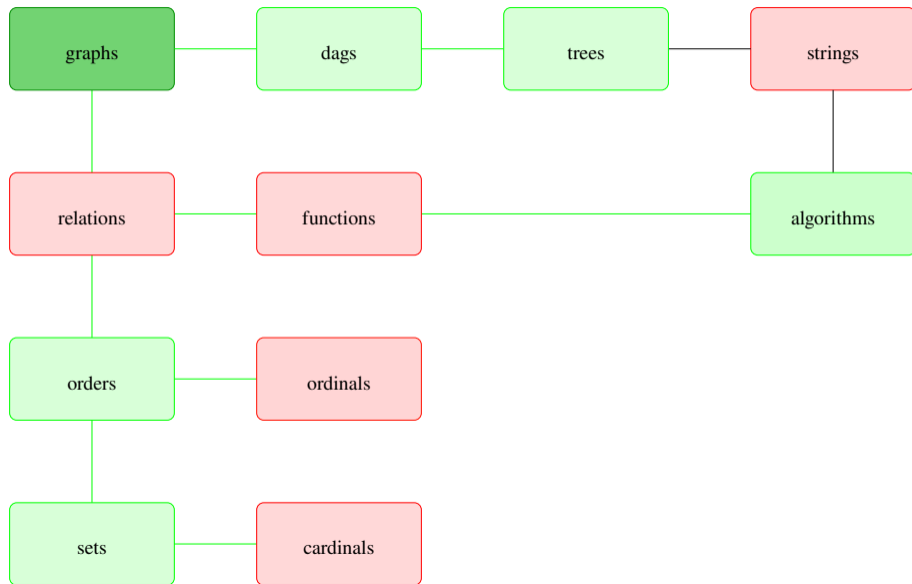 graphs
dags
trees
strings
relations
functions
algorithms
orders
ordinals
sets
cardinals